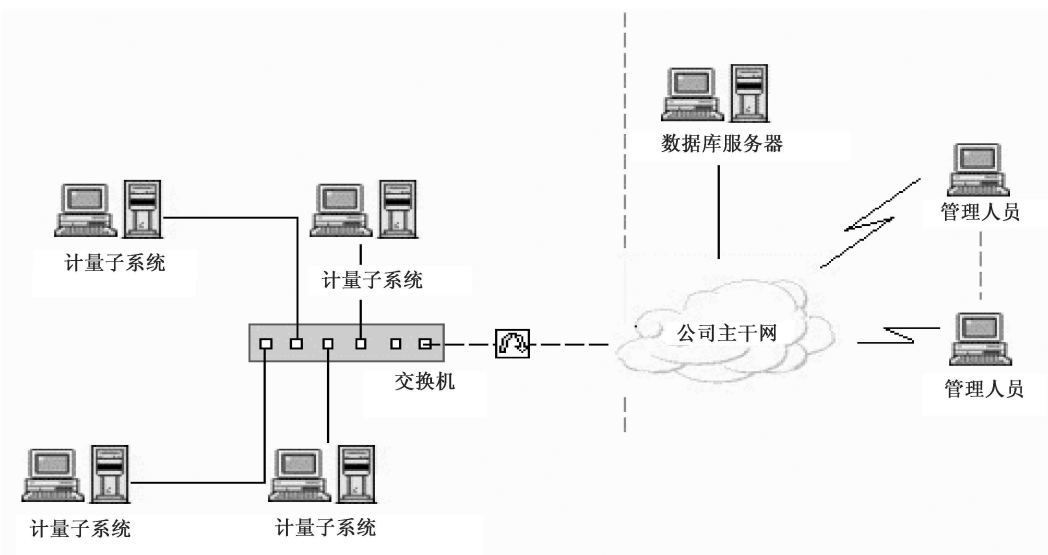 数据库服务器
管理人员
计量子系统
计量子系统
公司主干网
交换机
管理人员
计量子系统
计量子系统